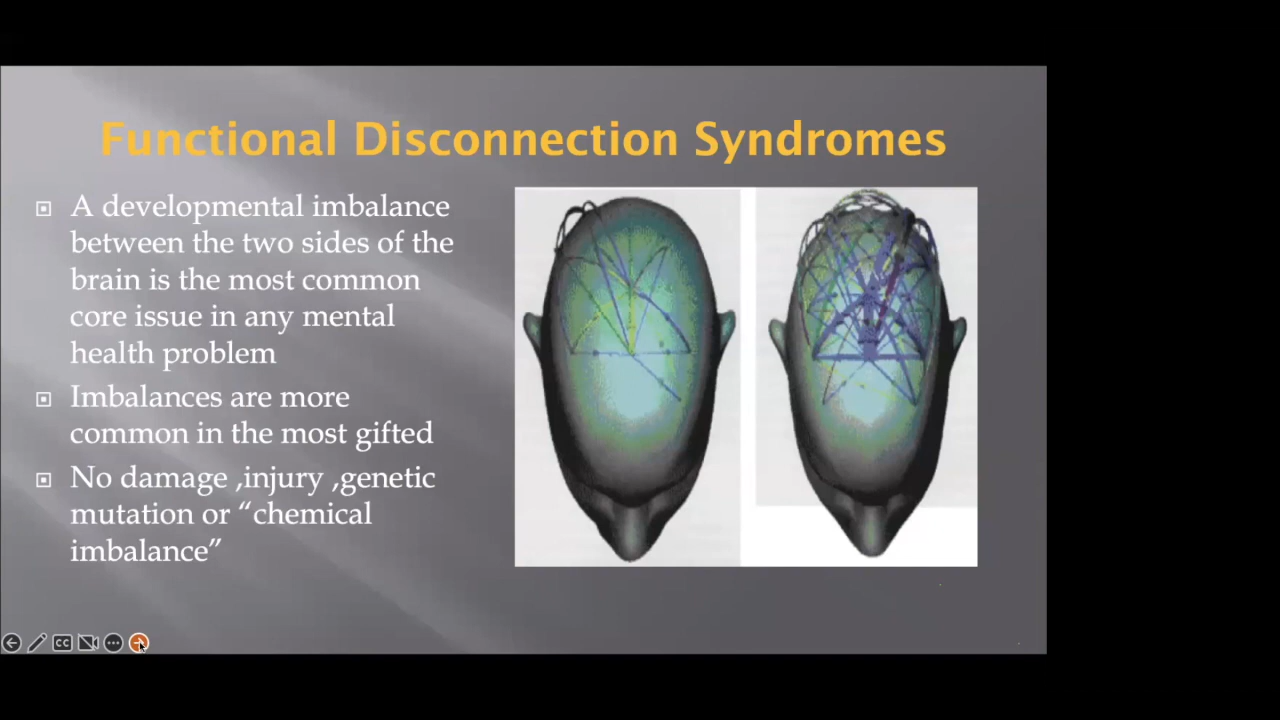 Functional Disconnection Syndromes
A developmental imbalance
between the two sides of the
brain is the most common
core issue in any mental
health problem
Imbalances are more
common in the most gifted
No damage ,injury ,genetic
mutation or “chemical
imbalance”
CC